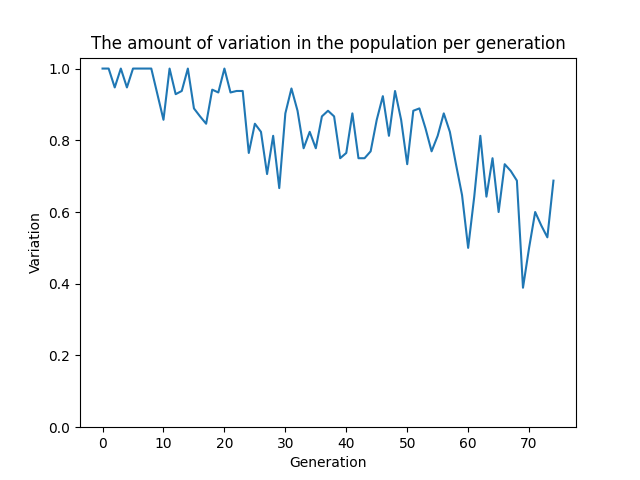 The amount of variation in the population per generation
1.0
0.8
0.6
0.4
0.2
0.0
Variation
0 10 20 30 40 50 60 70
Generation